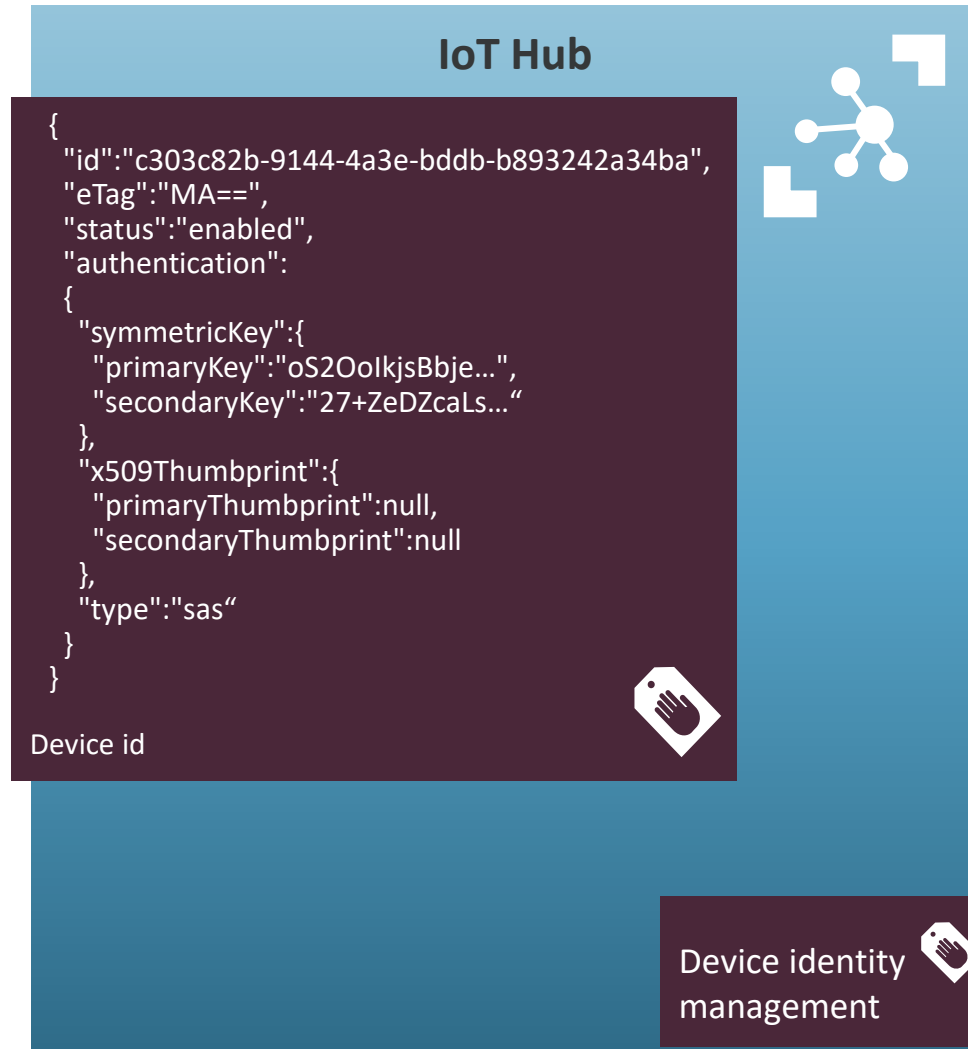 IoT Hub
{
"id":"c303c82b-9144-4a3e-bddb-b893242a34ba",
"eTag":"MA==",
"status":"enabled",
"authentication":
{
"symmetricKey":{
"primaryKey":"oS2OoIkjsBbje…",
"secondaryKey":"27+ZeDZcaLs…“
},
"x509Thumbprint":{
"primaryThumbprint":null,
"secondaryThumbprint":null
},
"type":"sas“
}
}
Device id
Device identity
management